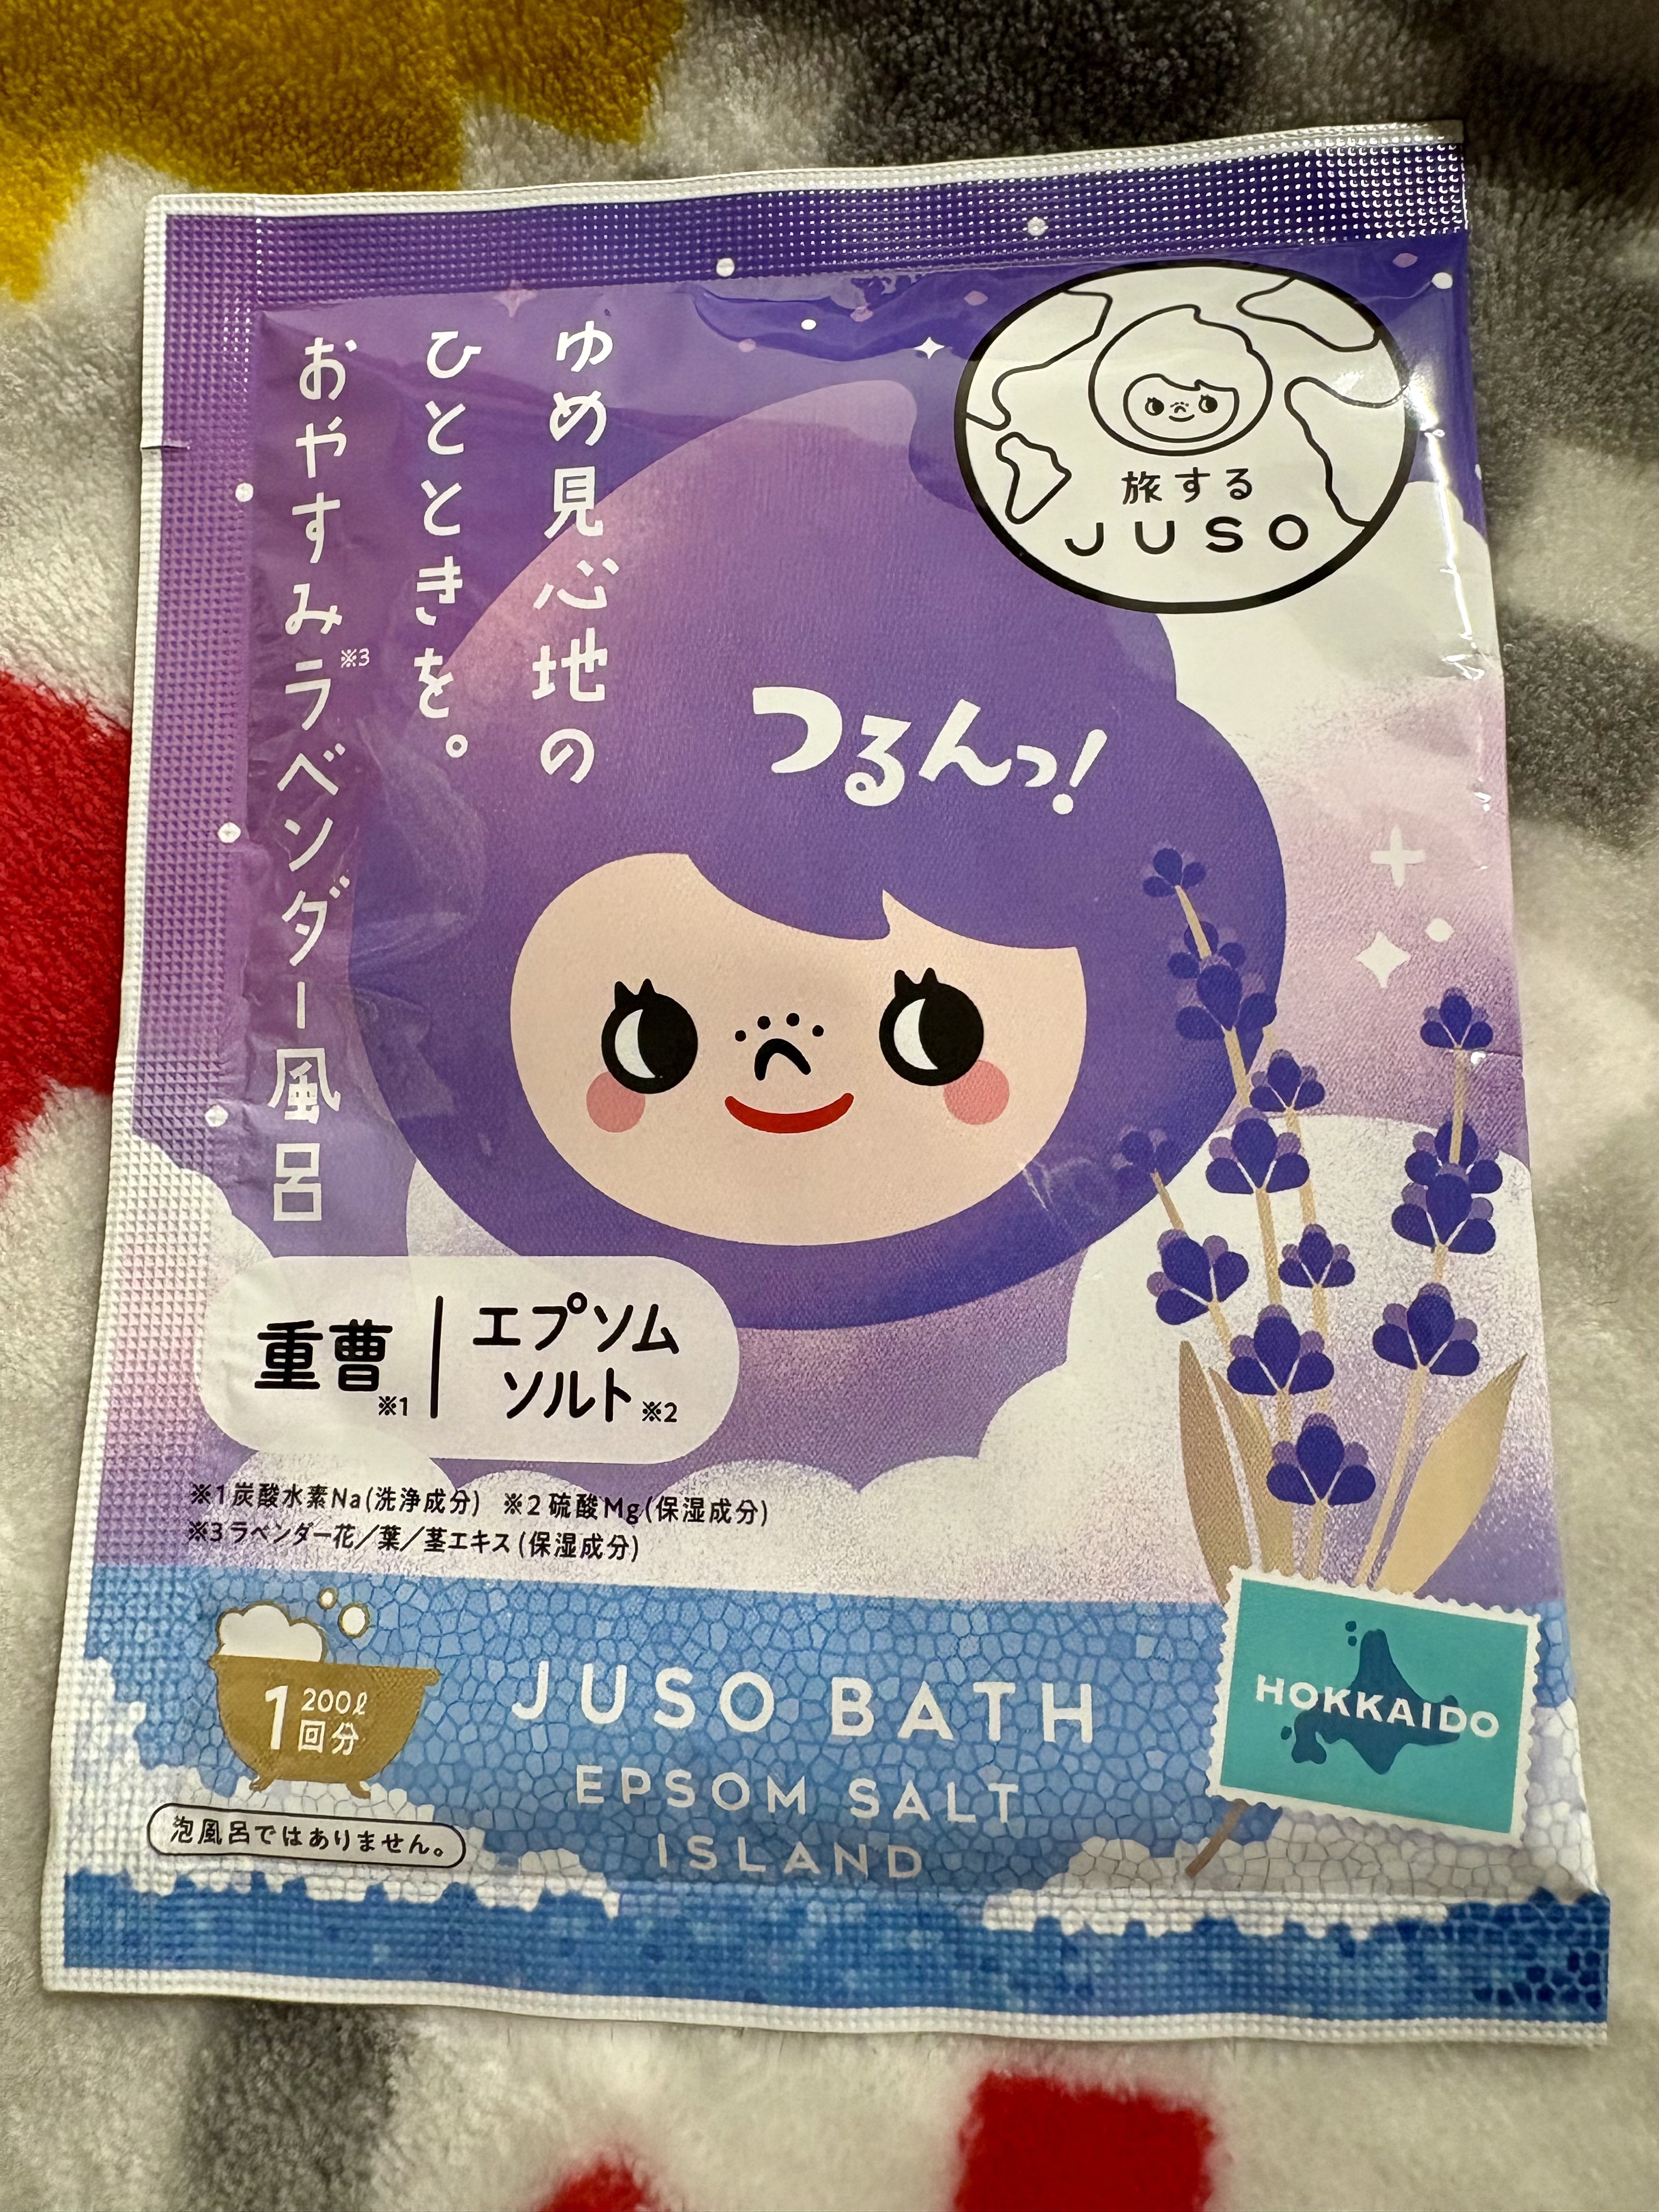 ゆめ見心地の
ひとときを。
おやすみラベンダー風呂
※3
旅する
JUSO
つるんっ!
重曹※1
エプソム
ソルト※2
※1炭酸水素Na(洗浄成分) ※2硫酸Mg(保湿成分)
※3ラベンダー花/葉/茎エキス(保湿成分)
1回分
200ℓ
JUSO BATH
EPSOM SALT
ISLAND
HOKKAIDO
泡風呂ではありません。